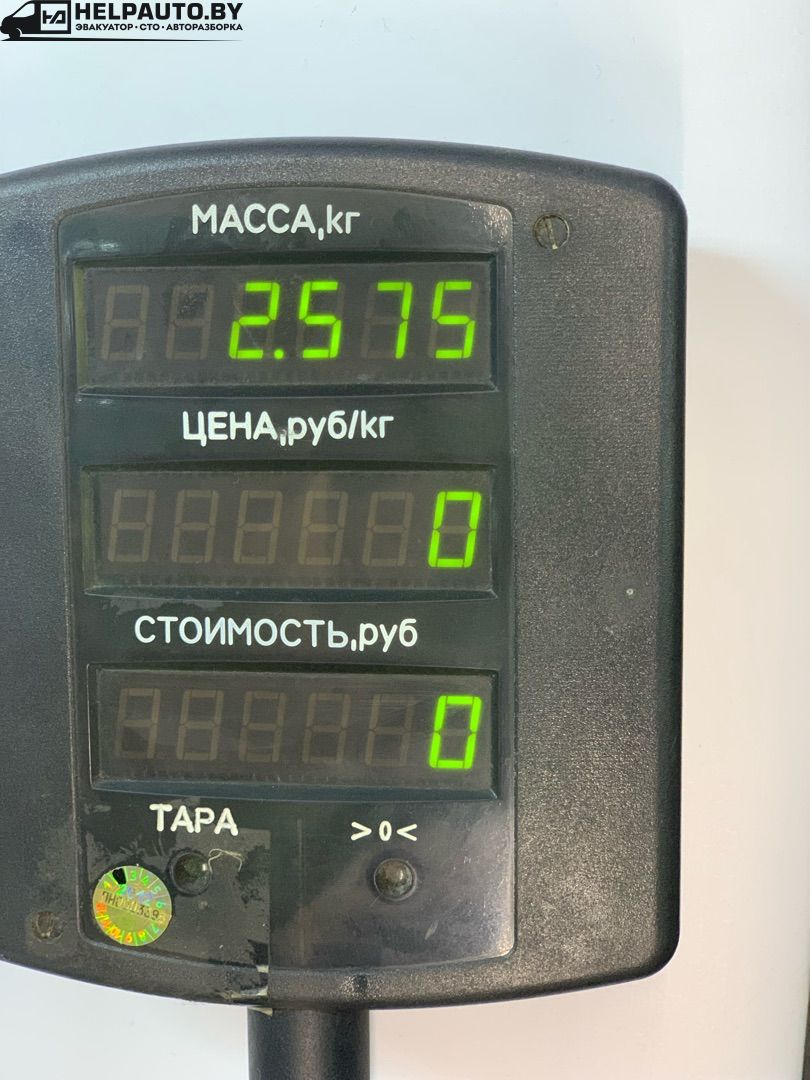 HELPAUTO.BY
ЭВАКУАТОР • СТО • АВТОРАЗБОРКА
МАССА,кг
2.575
ЦЕНА,руб/кг
0
СТОИМОСТЬ,руб
0
ТАРА
>0<